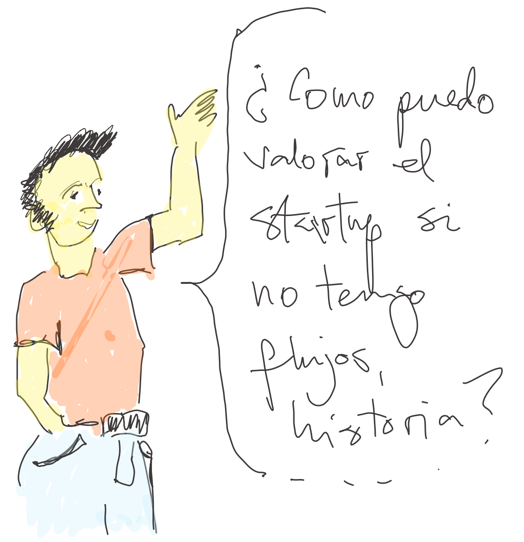 ¿Como puedo
valorar el
startup si
no tengo
flujos,
historia?